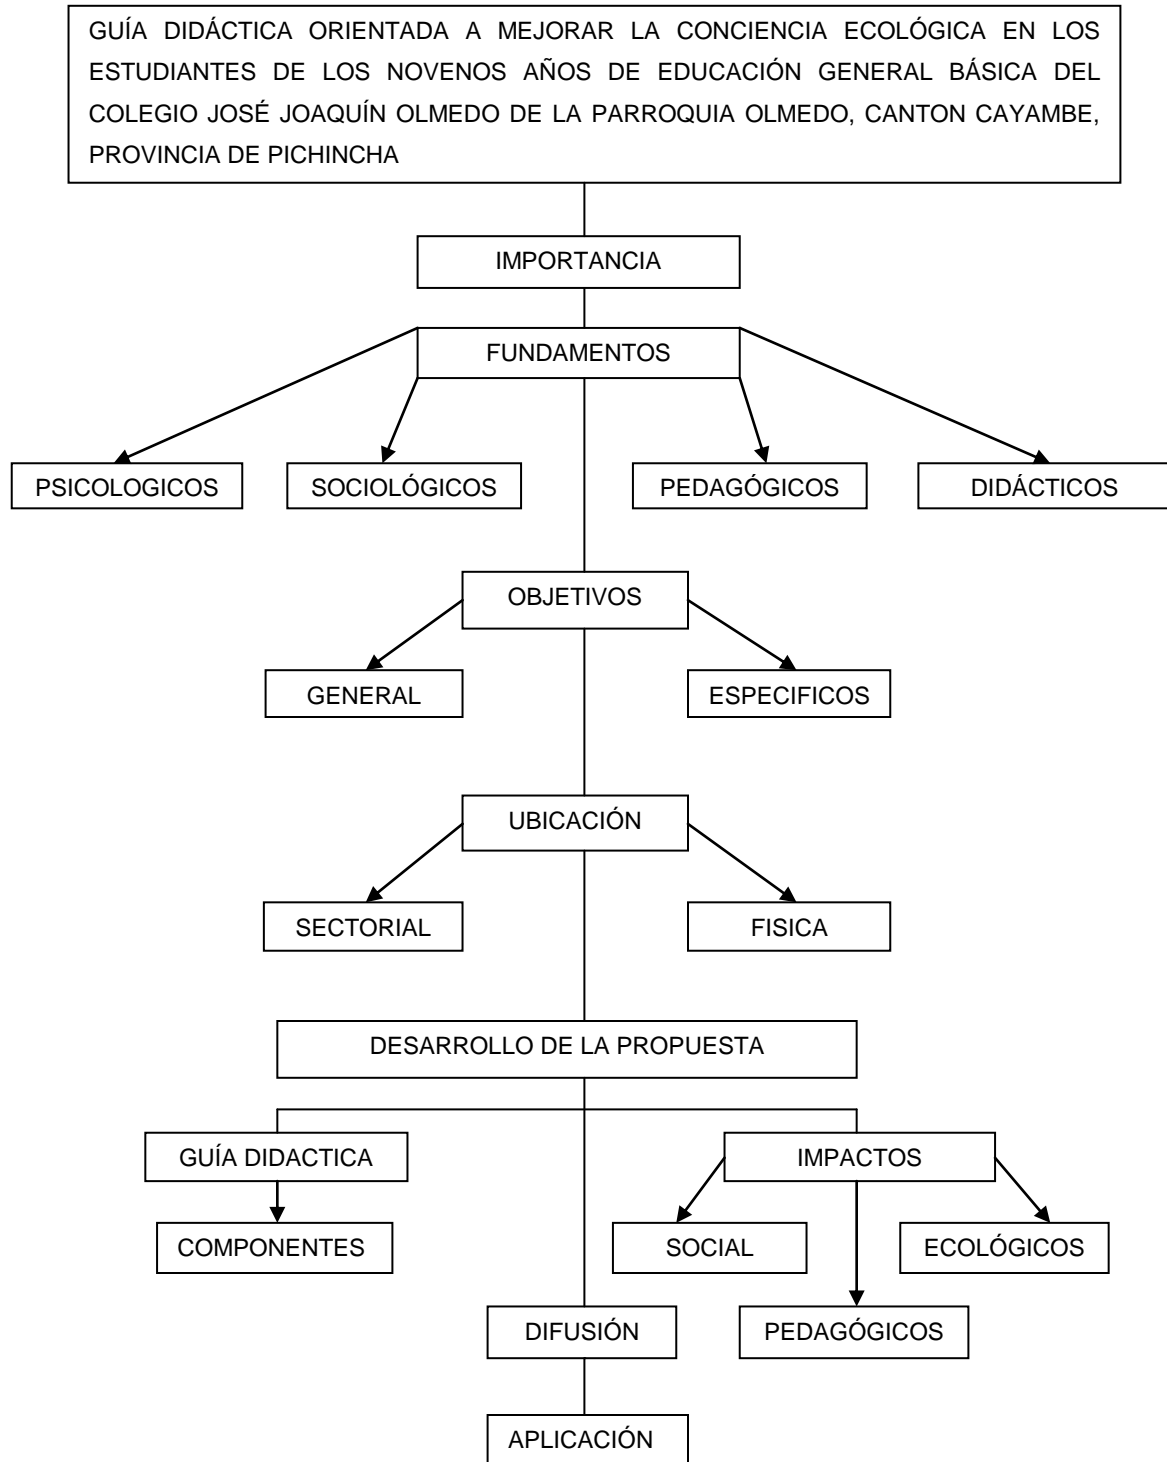 GUÍA DIDÁCTICA ORIENTADA A MEJORAR LA CONCIENCIA ECOLÓGICA EN LOS
ESTUDIANTES DE LOS NOVENOS AÑOS DE EDUCACIÓN GENERAL BÁSICA DEL
COLEGIO JOSÉ JOAQUÍN OLMEDO DE LA PARROQUIA OLMEDO, CANTON CAYAMBE,
PROVINCIA DE PICHINCHA
IMPORTANCIA
FUNDAMENTOS
PSICOLOGICOS
SOCIOLÓGICOS
PEDAGÓGICOS
DIDÁCTICOS
OBJETIVOS
GENERAL
ESPECIFICOS
UBICACIÓN
SECTORIAL
FISICA
DESARROLLO DE LA PROPUESTA
GUÍA DIDACTICA
IMPACTOS
COMPONENTES
SOCIAL
ECOLÓGICOS
DIFUSIÓN
PEDAGÓGICOS
APLICACIÓN